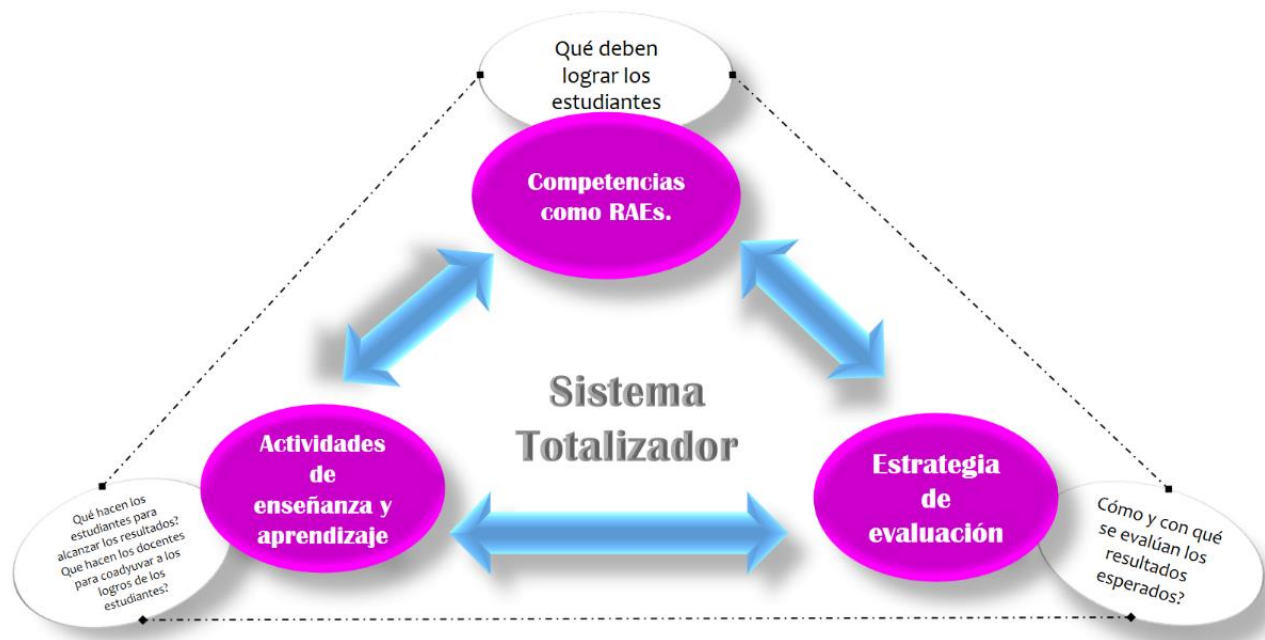 Qué deben
lograr los
estudiantes
Competencias
como RAEs.
Sistema
Totalizador
Actividades
de
enseñanza y
aprendizaje
Estrategia
de
evaluación
Qué hacen los
estudiantes para
alcanzar los resultados?
Que hacen los docentes
para coadyuvar a los
logros de los
estudiantes?
Cómo y con qué
se evalúan los
resultados
esperados?